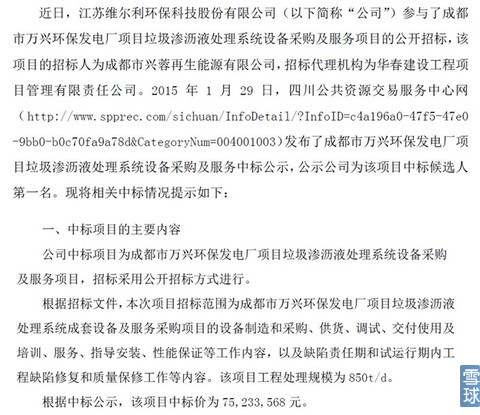 近日，江苏维尔利环保科技股份有限公司（以下简称“公司”）参与了成都
市万兴环保发电厂项目垃圾渗沥液处理系统设备采购及服务项目的公开招标，该
项目的招标人为成都市兴蓉再生能源有限公司，招标代理机构为华春建设工程项
目管理有限责任公司。2015 年 1 月 29 日，四川公共资源交易服务中心网
（http://www.spprec.com/sichuan/InfoDetail/?InfoID=c4a196a0-47f5-47e0
-9bb0-b0c70fa9a78d&CategoryNum=004001003）发布了成都市万兴环保发电厂项
目垃圾渗沥液处理系统设备采购及服务中标公示，公示公司为该项目中标候选人
第一名。现将相关中标情况提示如下：
一、中标项目的主要内容
公司中标项目为成都市万兴环保发电厂项目垃圾渗沥液处理系统设备采购
及服务项目，招标采用公开招标方式进行。
根据招标文件，本次项目招标范围为成都市万兴环保发电厂项目垃圾渗沥液
处理系统成套设备及服务采购项目的设备制造和采购、供货、调试、交付使用及
培训、服务、指导安装、性能保证等工作内容，以及缺陷责任期和试运行期内工
程缺陷修复和质量保修工作等内容。该项目工程处理规模为 850t/d。
根据中标公示，该项目中标价为 75,233,568 元。
雪球